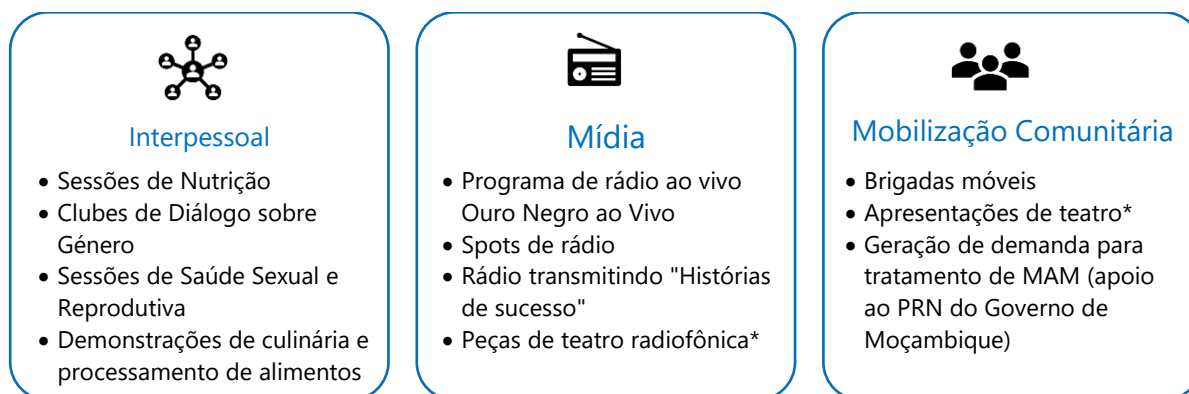 Interpessoal
• Sessões de Nutrição
• Clubes de Diálogo sobre
Género
• Sessões de Saúde Sexual e
Reprodutiva
• Demonstrações de culinária e
processamento de alimentos
Mídia
• Programa de rádio ao vivo
Ouro Negro ao Vivo
• Spots de rádio
• Rádio transmitindo "Histórias
de sucesso"
• Peças de teatro radiofônica*
Mobilização Comunitária
• Brigadas móveis
• Apresentações de teatro*
• Geração de demanda para
tratamento de MAM (apoio
ao PRN do Governo de
Moçambique)